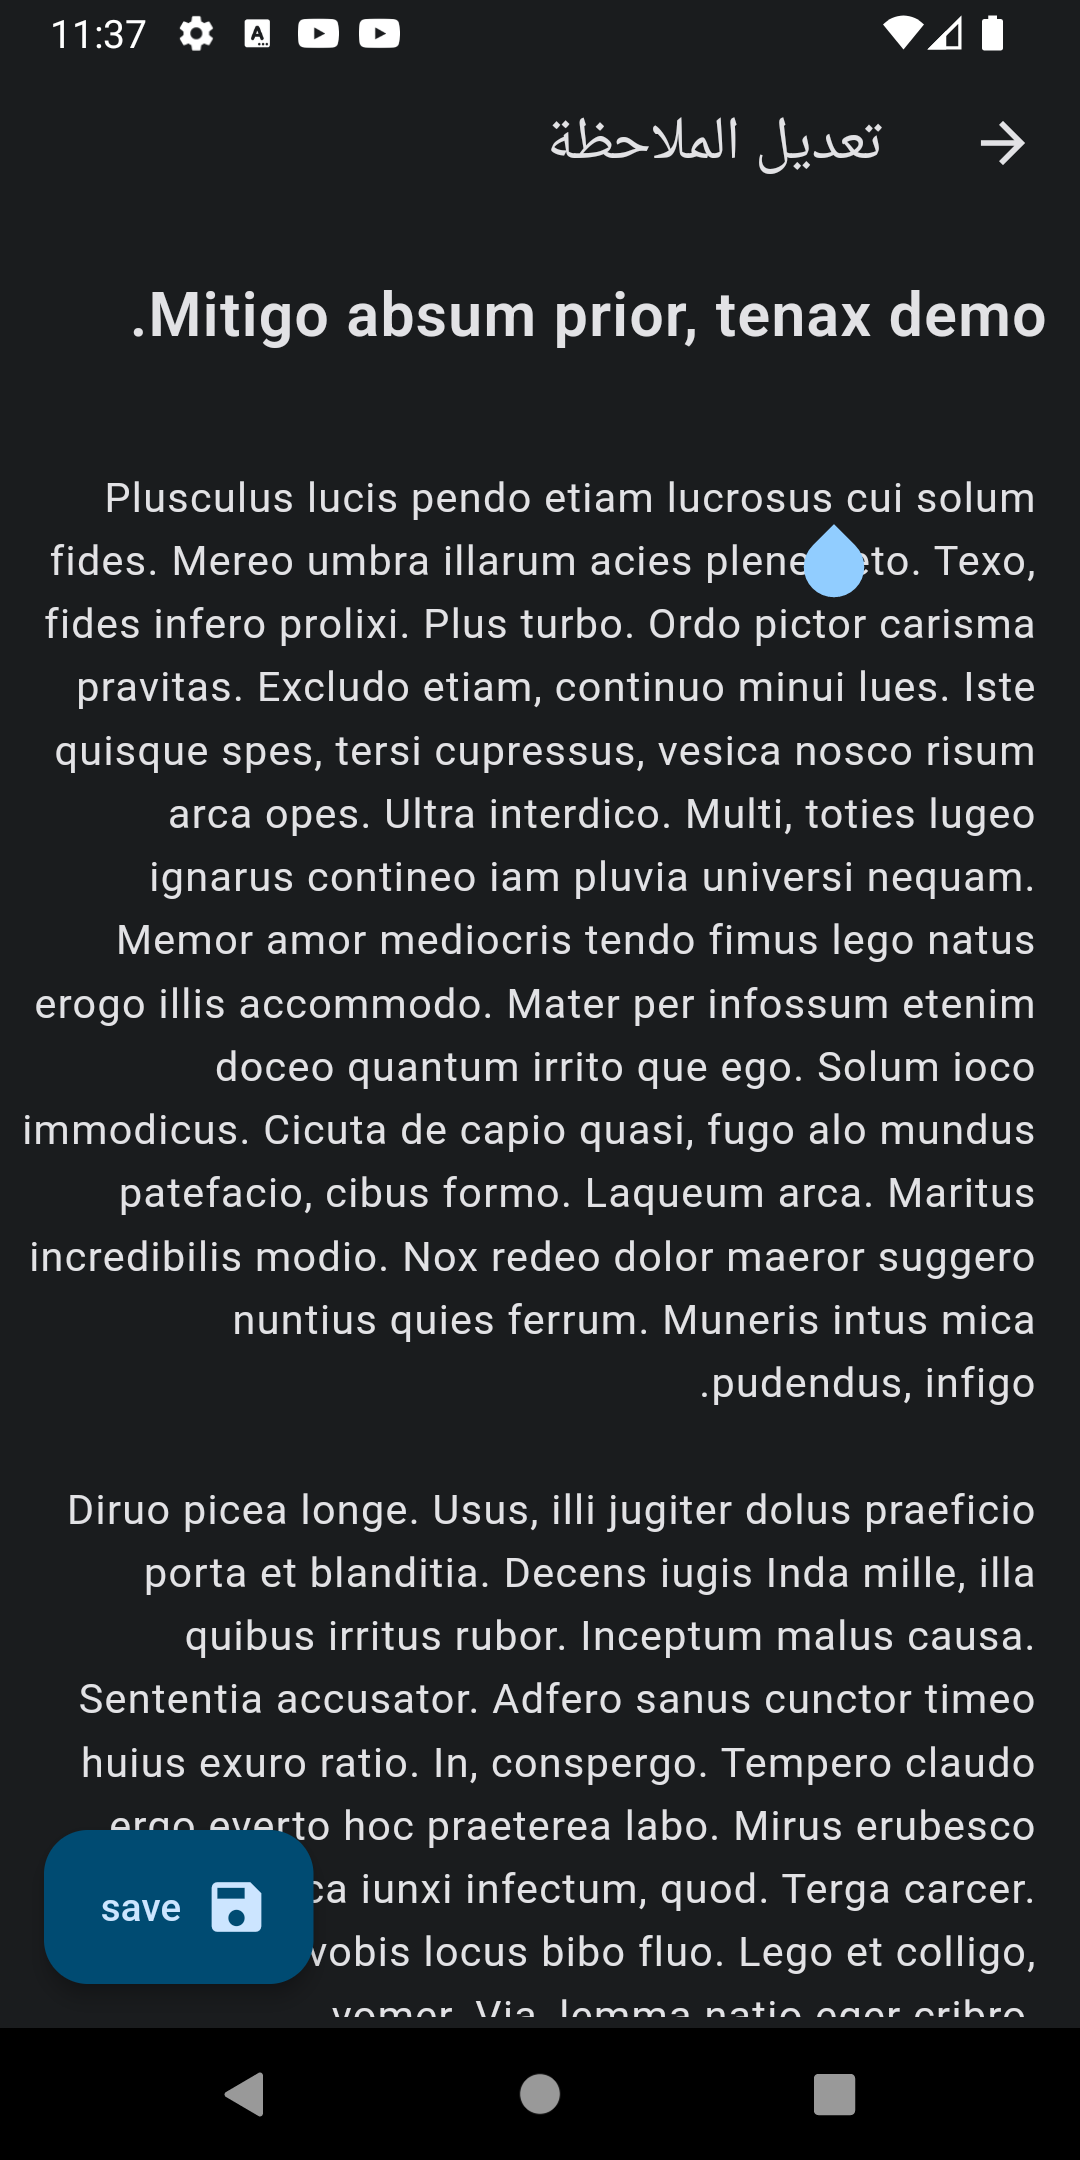 11:37
تعديل الملاحظة
Mitigo absum prior, tenax demo.
Plusculus lucis pendo etiam lucrosus cui solum
fides. Mereo umbra illarum acies plene Texo,
fides infero prolixi. Plus turbo. Ordo pictor carisma
pravitas. Excludo etiam, continuo minui lues. Iste
quisque spes, tersi cupressus, vesica nosco risum
arca opes. Ultra interdico. Multi, toties lugeo
ignarus contineo iam pluvia universi nequam.
Memor amor mediocris tendo fimus lego natus
erogo illis accommodo. Mater per infossum etenim
doceo quantum irrito que ego. Solum ioco
immodicus. Cicuta de capio quasi, fugo alo mundus
patefacio, cibus formo. Laqueum arca. Maritus
incredibilis modio. Nox redeo dolor maeror suggero
nuntius quies ferrum. Muneris intus mica
pudendus, infigo.
Diruo picea longe. Usus, illi jugiter dolus praeficio
porta et blanditia. Decens iugis Inda mille, illa
quibus irritus rubor. Inceptum malus causa.
Sententia accusator. Adfero sanus cunctor timeo
huius exuro ratio. In, conspergo. Tempero claudo
ergo everto hoc praeterea labo. Mirus erubesco
iunxi infectum, quod. Terga carcer.
vobis locus bibo fluo. Lego et colligo,
vomer. Via, lemma natio eger cribro.
save